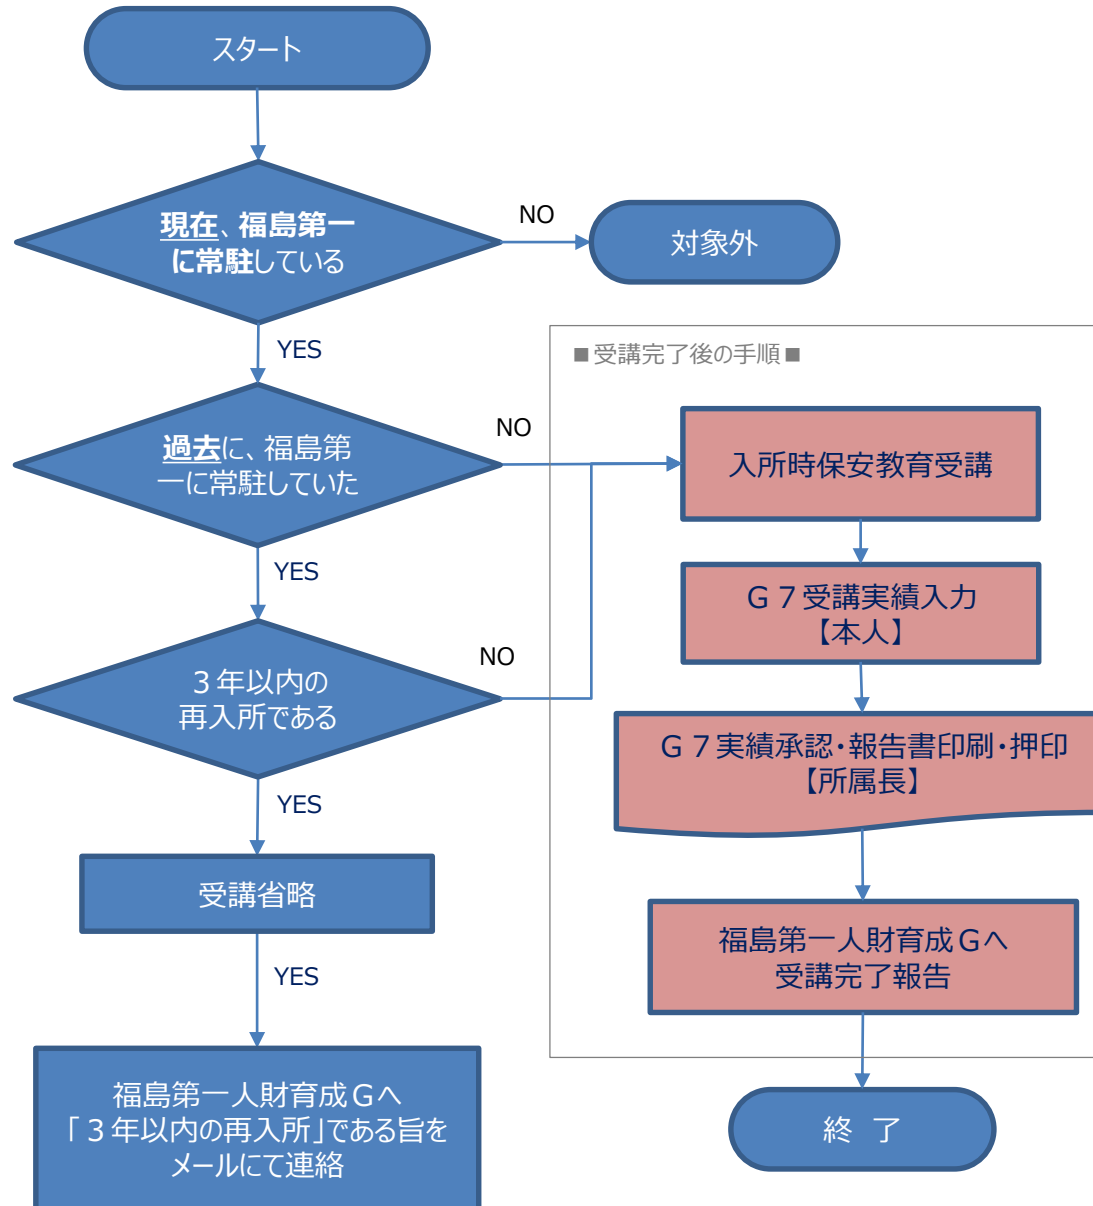 スタート
現在、福島第一
に常駐している
NO
対象外
YES
過去に、福島第
一に常駐していた
NO
YES
３年以内の
再入所である
NO
YES
受講省略
YES
福島第一人財育成Ｇへ
「３年以内の再入所」である旨を
メールにて連絡
■受講完了後の手順■
入所時保安教育受講
Ｇ７受講実績入力
【本人】
Ｇ７実績承認・報告書印刷・押印
【所属長】
福島第一人財育成Ｇへ
受講完了報告
終 了